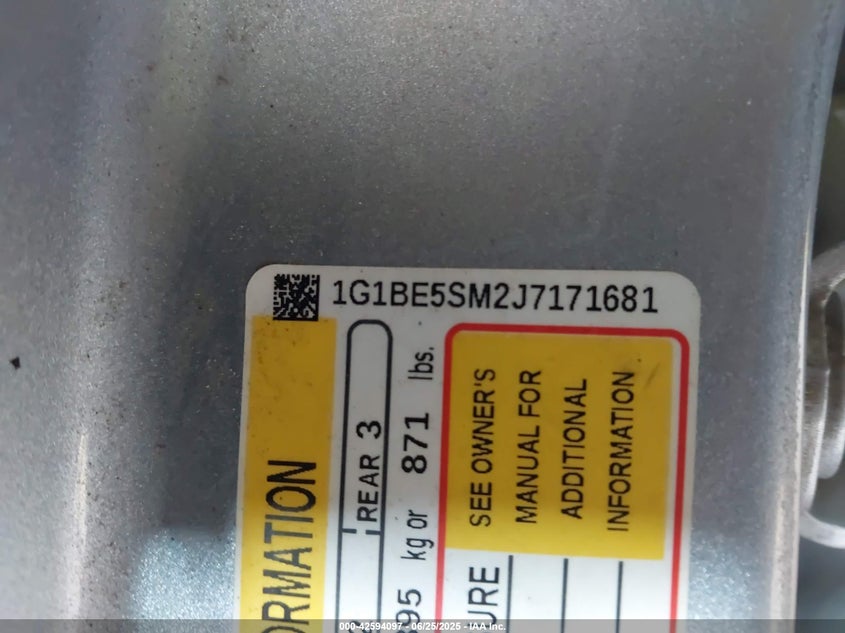 1G1BE5SM2J7171681
ORMATION
REAR 3
95 kg or 871 lbs.
URE
SEE OWNER'S
MANUAL FOR
ADDITIONAL
INFORMATION
000-42594097 - 06/25/2025 - IAA Inc.